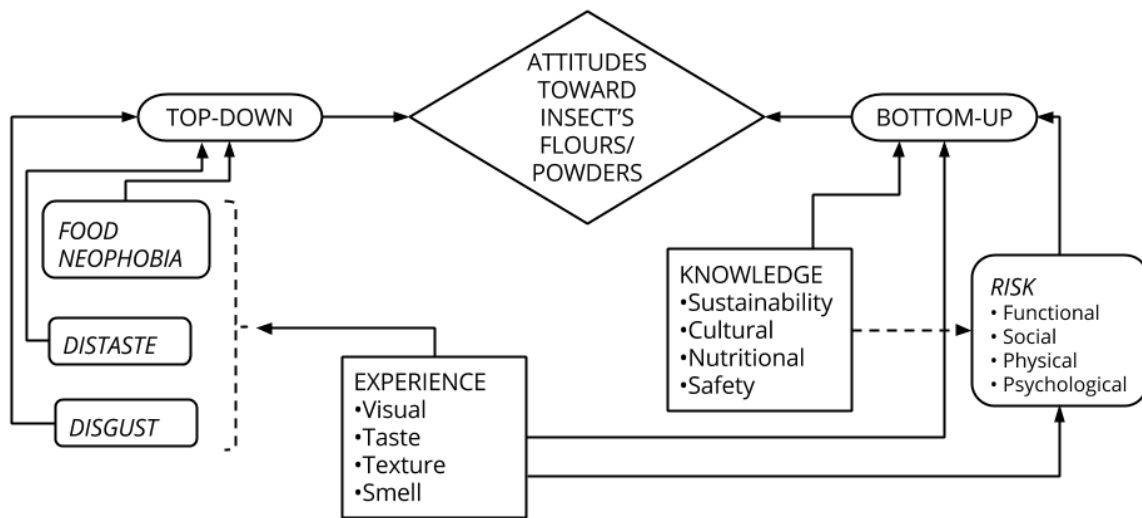 ATTITUDES
TOWARD
INSECT'S
FLOURS/
POWDERS
TOP-DOWN
BOTTOM-UP
FOOD
NEOPHOBIA
DISTASTE
DISGUST
EXPERIENCE
•Visual
•Taste
•Texture
•Smell
KNOWLEDGE
•Sustainability
•Cultural
•Nutritional
•Safety
RISK
• Functional
• Social
• Physical
• Psychological